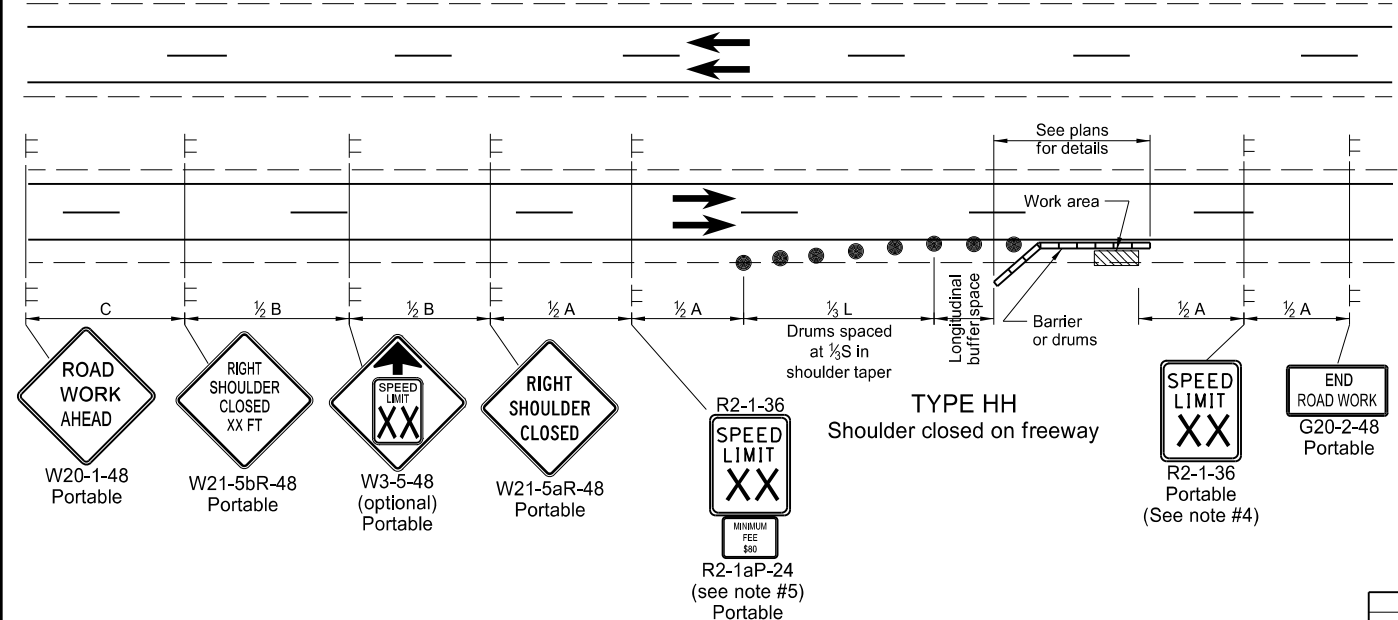 See plans
for details
Work area
C
½ B
½ B
½ A
½ A
⅓ L
Drums spaced
at ⅓S in
shoulder taper
Longitudinal
buffer space
Barrier
or drums
½ A
½ A
ROAD
WORK
AHEAD
W20-1-48
Portable
RIGHT
SHOULDER
CLOSED
XX FT
W21-5bR-48
Portable
SPEED
LIMIT
XX
W3-5-48
(optional)
Portable
RIGHT
SHOULDER
CLOSED
W21-5aR-48
Portable
R2-1-36
SPEED
LIMIT
XX
MINIMUM
FEE
$80
R2-1aP-24
(see note #5)
Portable
TYPE HH
Shoulder closed on freeway
SPEED
LIMIT
XX
R2-1-36
Portable
(See note #4)
END
ROAD WORK
G20-2-48
Portable